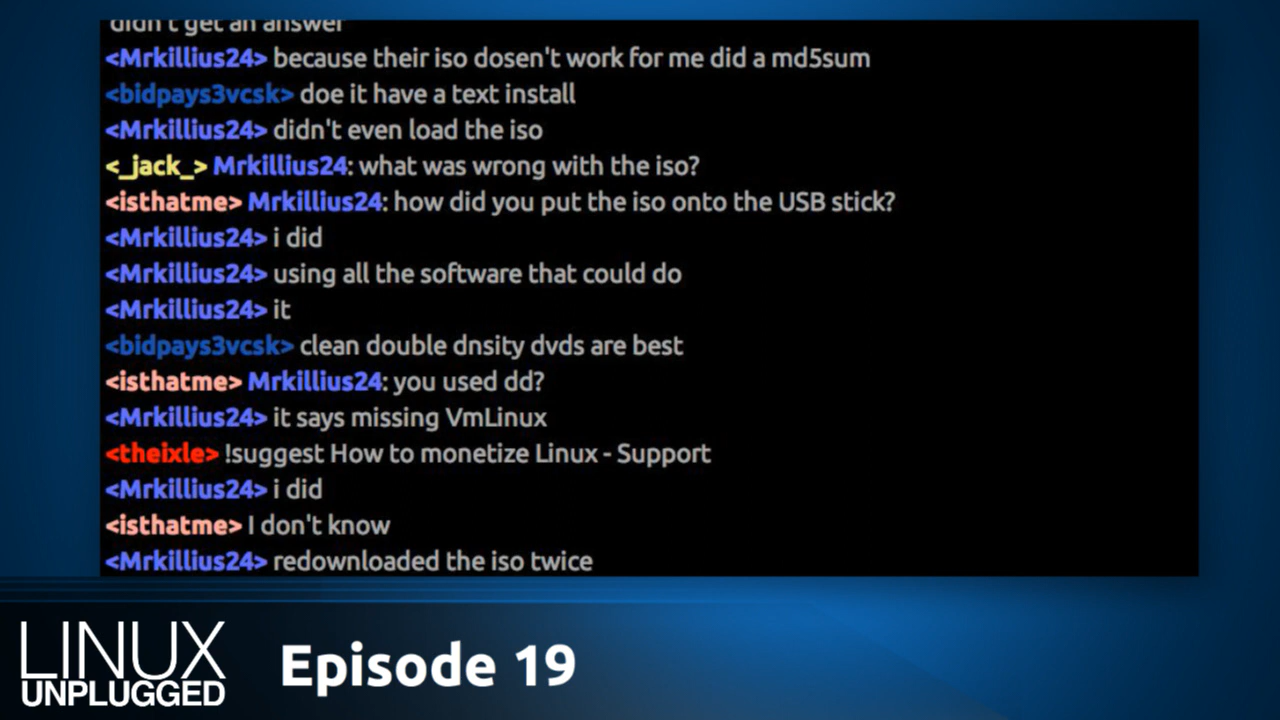 didn't get an answer
<Mrkillius24> because their iso dosen't work for me did a md5sum
<bidpays3vcsk> doe it have a text install
<Mrkillius24> didn't even load the iso
<_jack_> Mrkillius24: what was wrong with the iso?
<isthatme> Mrkillius24: how did you put the iso onto the USB stick?
<Mrkillius24> i did
<Mrkillius24> using all the software that could do
<Mrkillius24> it
<bidpays3vcsk> clean double dnsity dvds are best
<isthatme> Mrkillius24: you used dd?
<Mrkillius24> it says missing VmLinux
<theixle> !suggest How to monetize Linux - Support
<Mrkillius24> i did
<isthatme> I don't know
<Mrkillius24> redownloaded the iso twice
LINUX
UNPLUGGED
Episode 19